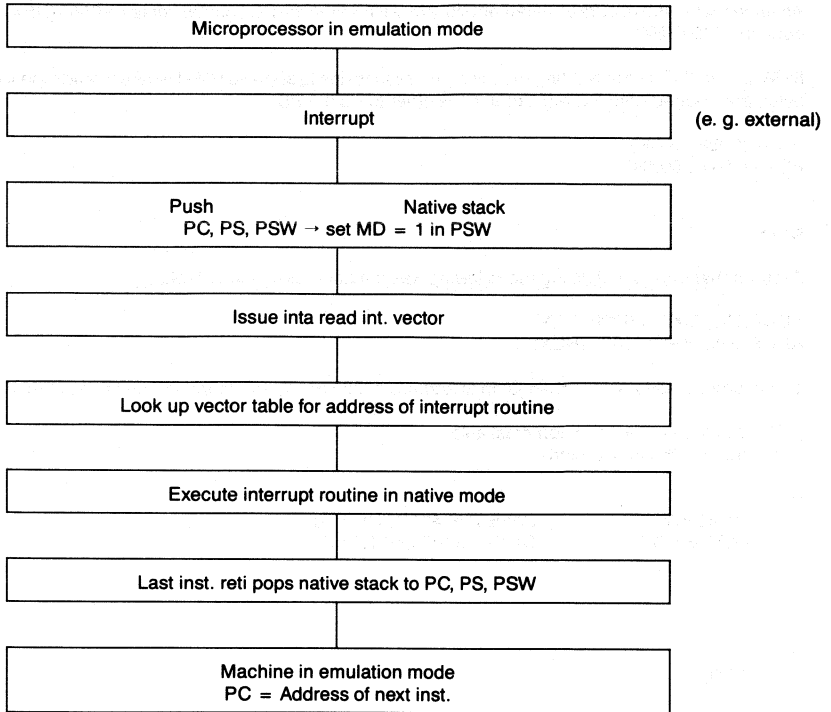 Microprocessor in emulation mode
Interrupt
(e. g. external)
Push Native stack
PC, PS, PSW → set MD = 1 in PSW
Issue inta read int. vector
Look up vector table for address of interrupt routine
Execute interrupt routine in native mode
Last inst. reti pops native stack to PC, PS, PSW
Machine in emulation mode
PC = Address of next inst.